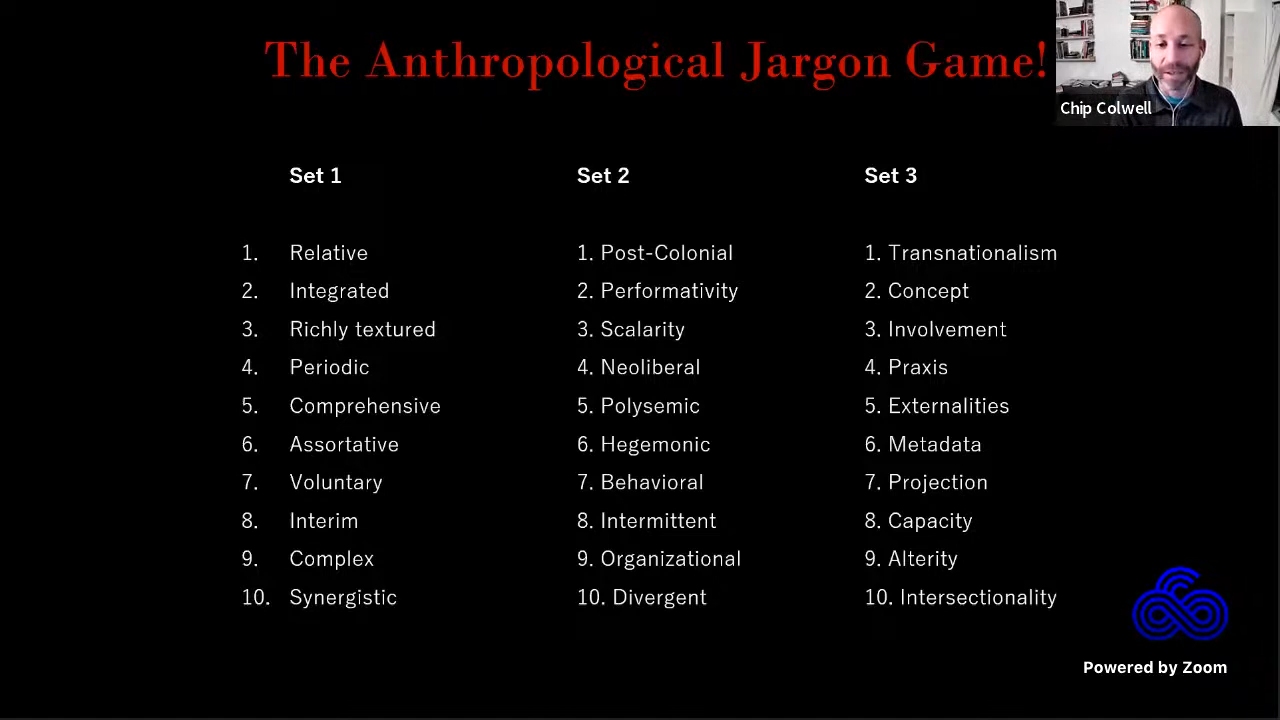 The Anthropological Jargon Game!
Chip Colwell
Set 1
1. Relative
2. Integrated
3. Richly textured
4. Periodic
5. Comprehensive
6. Assortative
7. Voluntary
8. Interim
9. Complex
10. Synergistic
Set 2
1. Post-Colonial
2. Performativity
3. Scalarity
4. Neoliberal
5. Polysemic
6. Hegemonic
7. Behavioral
8. Intermittent
9. Organizational
10. Divergent
Set 3
1. Transnationalism
2. Concept
3. Involvement
4. Praxis
5. Externalities
6. Metadata
7. Projection
8. Capacity
9. Alterity
10. Intersectionality
Powered by Zoom